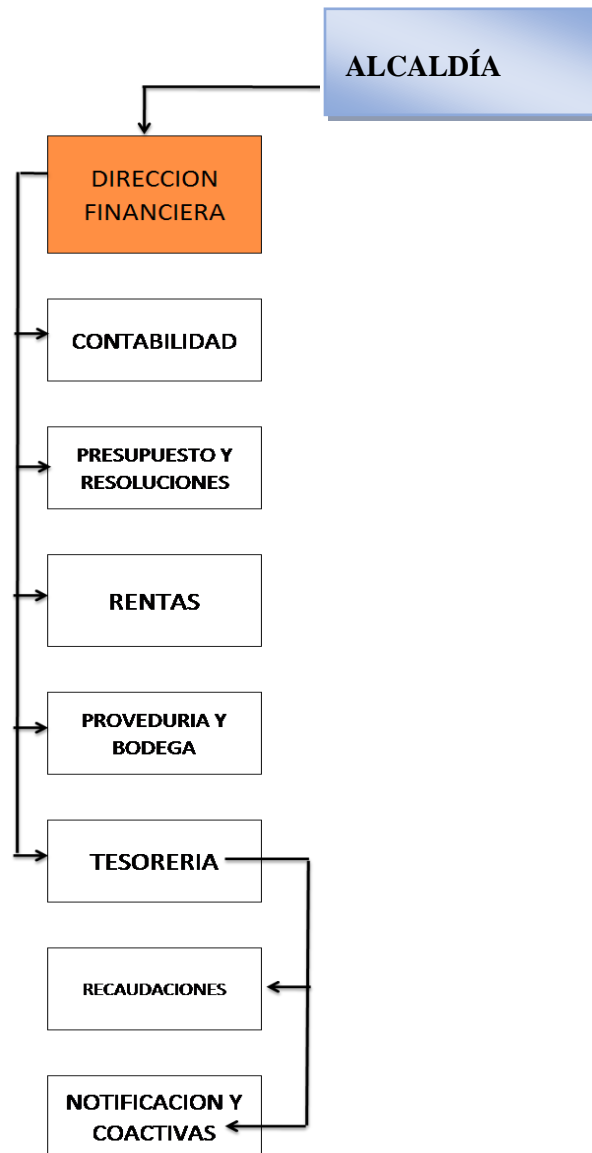 ALCALDÍA
DIRECCION
FINANCIERA
CONTABILIDAD
PRESUPUESTO Y
RESOLUCIONES
RENTAS
PROVEDURIA Y
BODEGA
TESORERIA
RECAUDACIONES
NOTIFICACION Y
COACTIVAS